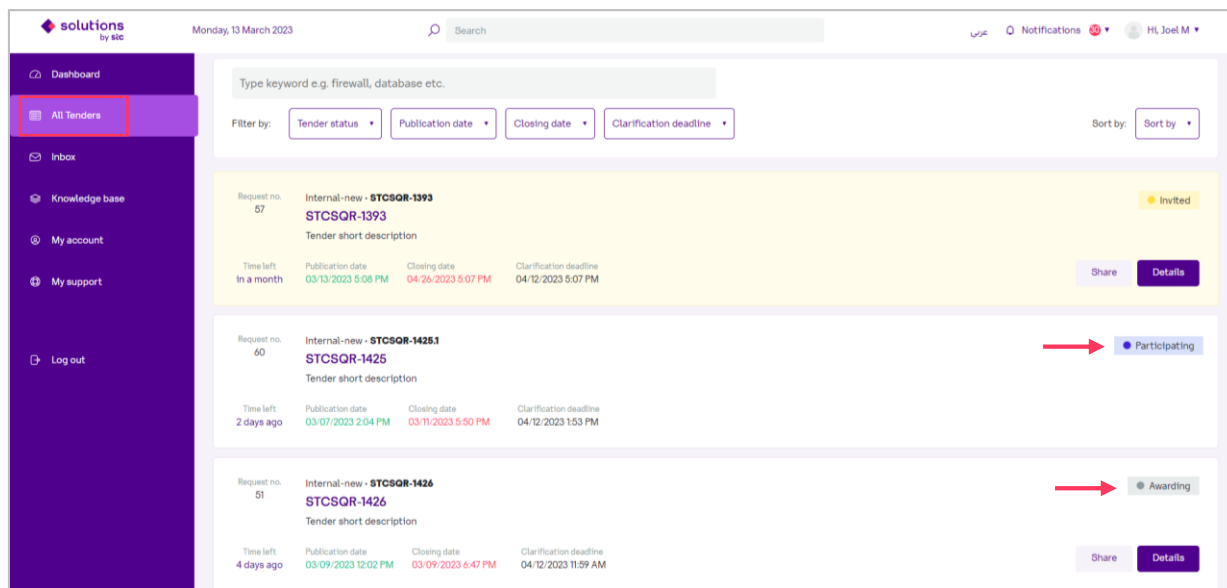 solutions
by stc
Monday, 13 March 2023
Search
عربي
Notifications 30
Hi, Joel M
Dashboard
All Tenders
Inbox
Knowledge base
My account
My support
Log out
Type keyword e.g. firewall, database etc.
Filter by: Tender status Publication date Closing date Clarification deadline Sort by: Sort by
Request no.
57
Internal-new - STCSQR-1393
STCSQR-1393
Tender short description
Invited
Time left Publication date Closing date Clarification deadline
in a month 03/13/2023 5:08 PM 04/26/2023 5:07 PM 04/12/2023 5:07 PM
Share Details
Request no.
60
Internal-new - STCSQR-1425.1
STCSQR-1425
Tender short description
Participating
Time left Publication date Closing date Clarification deadline
2 days ago 03/07/2023 2:04 PM 03/11/2023 5:50 PM 04/12/2023 1:53 PM
Request no.
51
Internal-new - STCSQR-1426
STCSQR-1426
Tender short description
Awarding
Time left Publication date Closing date Clarification deadline
4 days ago 03/09/2023 12:02 PM 03/09/2023 6:47 PM 04/12/2023 11:59 AM
Share Details